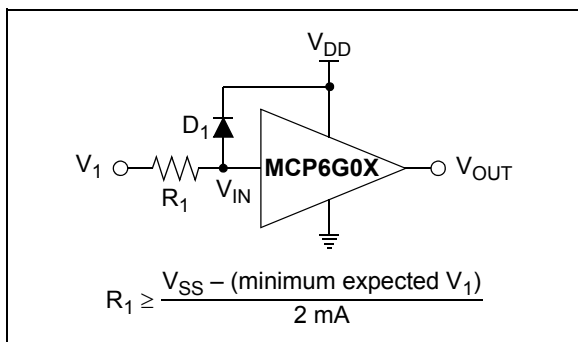 V_DD
D_1
MCP6G0X
V_1
V_OUT
R_1
V_IN
R_1 ≥ V_SS – (minimum expected V_1)
2 mA